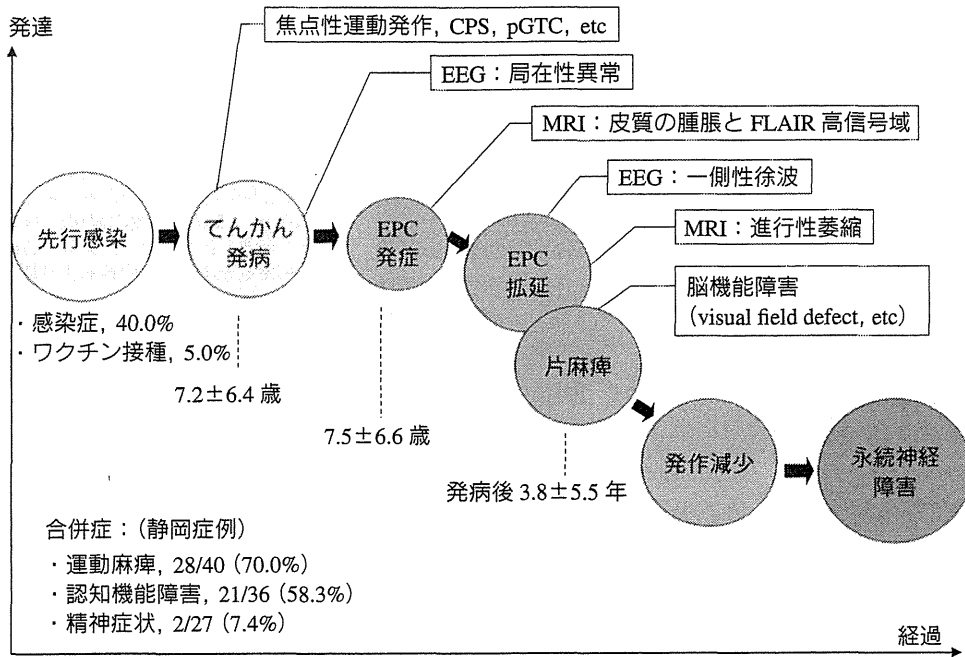 発達
焦点性運動発作, CPS, pGTC, etc
EEG：局在性異常
MRI：皮質の腫脹と FLAIR 高信号域
EEG：一側性徐波
MRI：進行性萎縮
脳機能障害
（visual field defect, etc）
先行感染
てんかん
発病
EPC
発症
EPC
拡延
片麻痺
発作減少
永続神経
障害
・感染症, 40.0%
・ワクチン接種, 5.0%
7.2±6.4 歳
7.5±6.6 歳
発病後 3.8±5.5 年
合併症：（静岡症例）
・運動麻痺, 28/40（70.0%）
・認知機能障害, 21/36（58.3%）
・精神症状, 2/27（7.4%）
経過